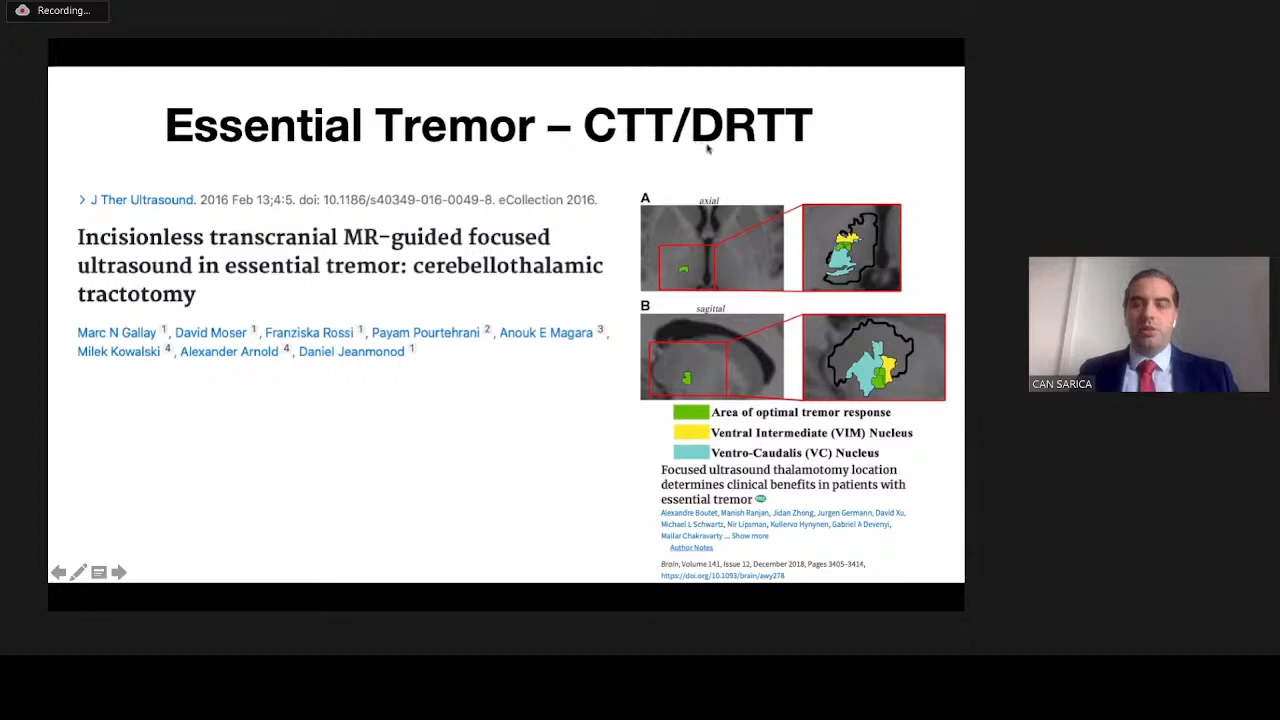 Recording...
Essential Tremor – CTT/DRTT
J Ther Ultrasound. 2016 Feb 13;4:5. doi: 10.1186/s40349-016-0049-8. eCollection 2016.
Incisionless transcranial MR-guided focused
ultrasound in essential tremor: cerebellothalamic
tractotomy
Marc N Gallay 1, David Moser 1, Franziska Rossi 1, Payam Pourtehrani 2, Anouk E Magara 3,
Milek Kowalski 4, Alexander Arnold 4, Daniel Jeanmonod 1
A
axial
B
sagittal
Area of optimal tremor response
Ventral Intermediate (VIM) Nucleus
Ventro-Caudalis (VC) Nucleus
Focused ultrasound thalamotomy location
determines clinical benefits in patients with
essential tremor
Alexandre Boutet, Manish Ranjan, Jidan Zhong, Jurgen Germann, David Xu,
Michael L Schwartz, Nir Lipsman, Kullervo Hynynen, Gabriel A Devenyi,
Mallar Chakravarty ... Show more
Author Notes
Brain, Volume 141, Issue 12, December 2018, Pages 3405–3414,
https://doi.org/10.1093/brain/awy278
CAN SARICA